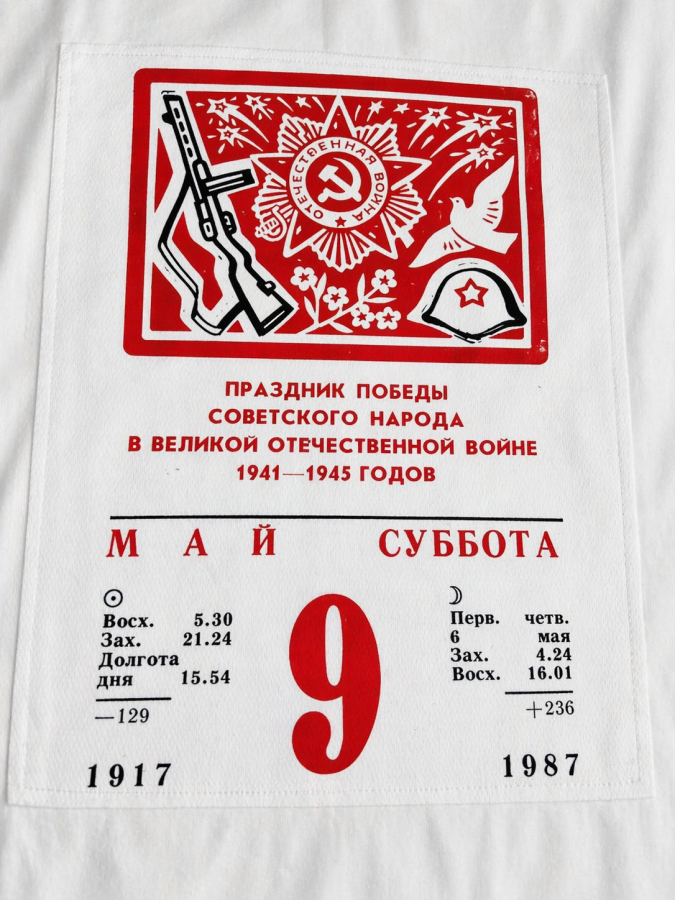 ОТЕЧЕСТВЕННАЯ ВОЙНА
ПРАЗДНИК ПОБЕДЫ
СОВЕТСКОГО НАРОДА
В ВЕЛИКОЙ ОТЕЧЕСТВЕННОЙ ВОЙНЕ
1941—1945 ГОДОВ
МАЙ СУББОТА
☉
Восх. 5.30
Зах. 21.24
Долгота
дня 15.54
—129
9
☽
Перв. четв.
6 мая
Зах. 4.24
Восх. 16.01
+236
1917 1987